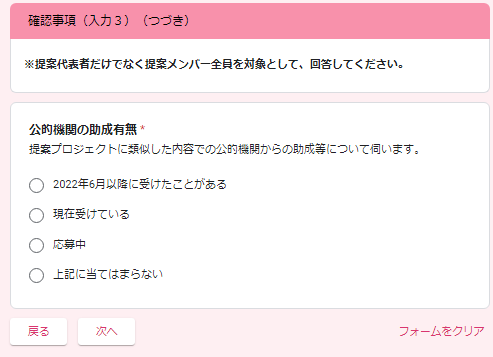 確認事項（入力３）（つづき）
※提案代表者だけでなく提案メンバー全員を対象として、回答してください。
公的機関の助成有無 *
提案プロジェクトに類似した内容での公的機関からの助成等について伺います。
2022年6月以降に受けたことがある
現在受けている
応募中
上記に当てはまらない
戻る 次へ フォームをクリア